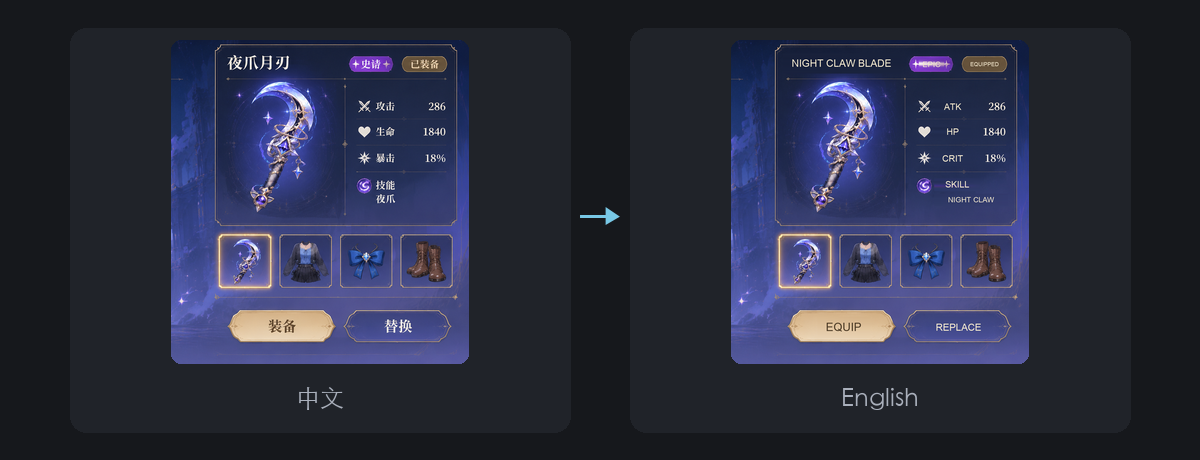 夜爪月刃
史诗
已装备
攻击 286
生命 1840
暴击 18%
技能
夜爪
装备
替换
中文
NIGHT CLAW BLADE
EPIC
EQUIPPED
ATK 286
HP 1840
CRIT 18%
SKILL
NIGHT CLAW
EQUIP
REPLACE
English